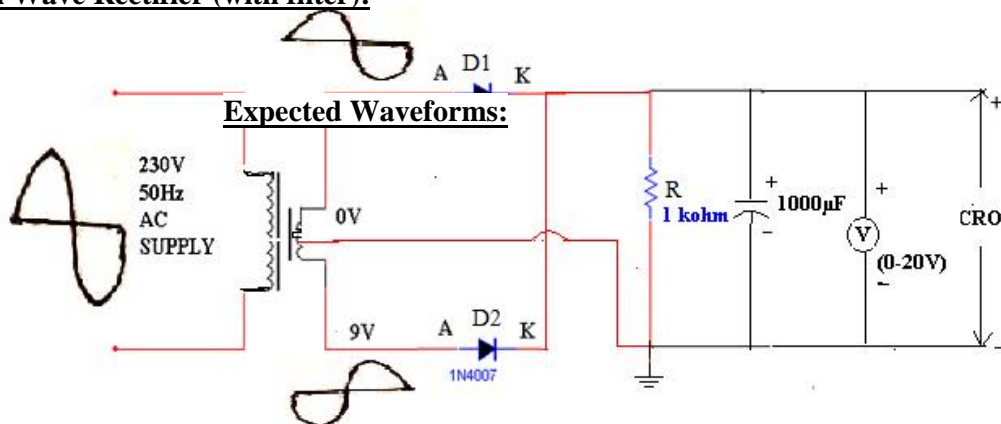 Wave Rectifier (with filter):
A D1 K
Expected Waveforms:
230V
50Hz
AC
SUPPLY
0V
R
1 kohm
+
1000µF
-
+
V
(0-20V)
-
+
CRO
-
9V
A D2 K
1N4007